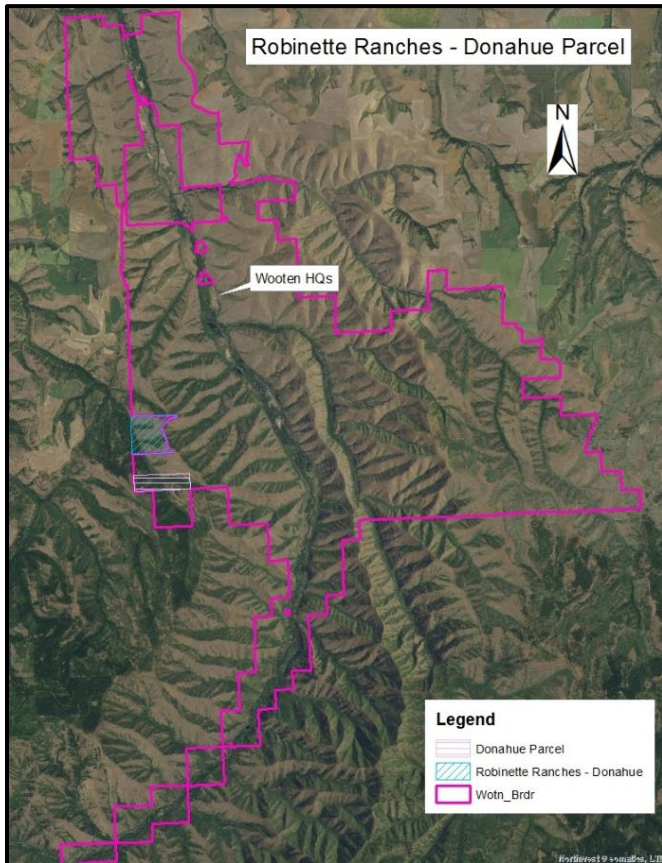 Robinette Ranches - Donahue Parcel
N
Wooten HQs
Legend
Donahue Parcel
Robinette Ranches - Donahue
Wotn_Brdr